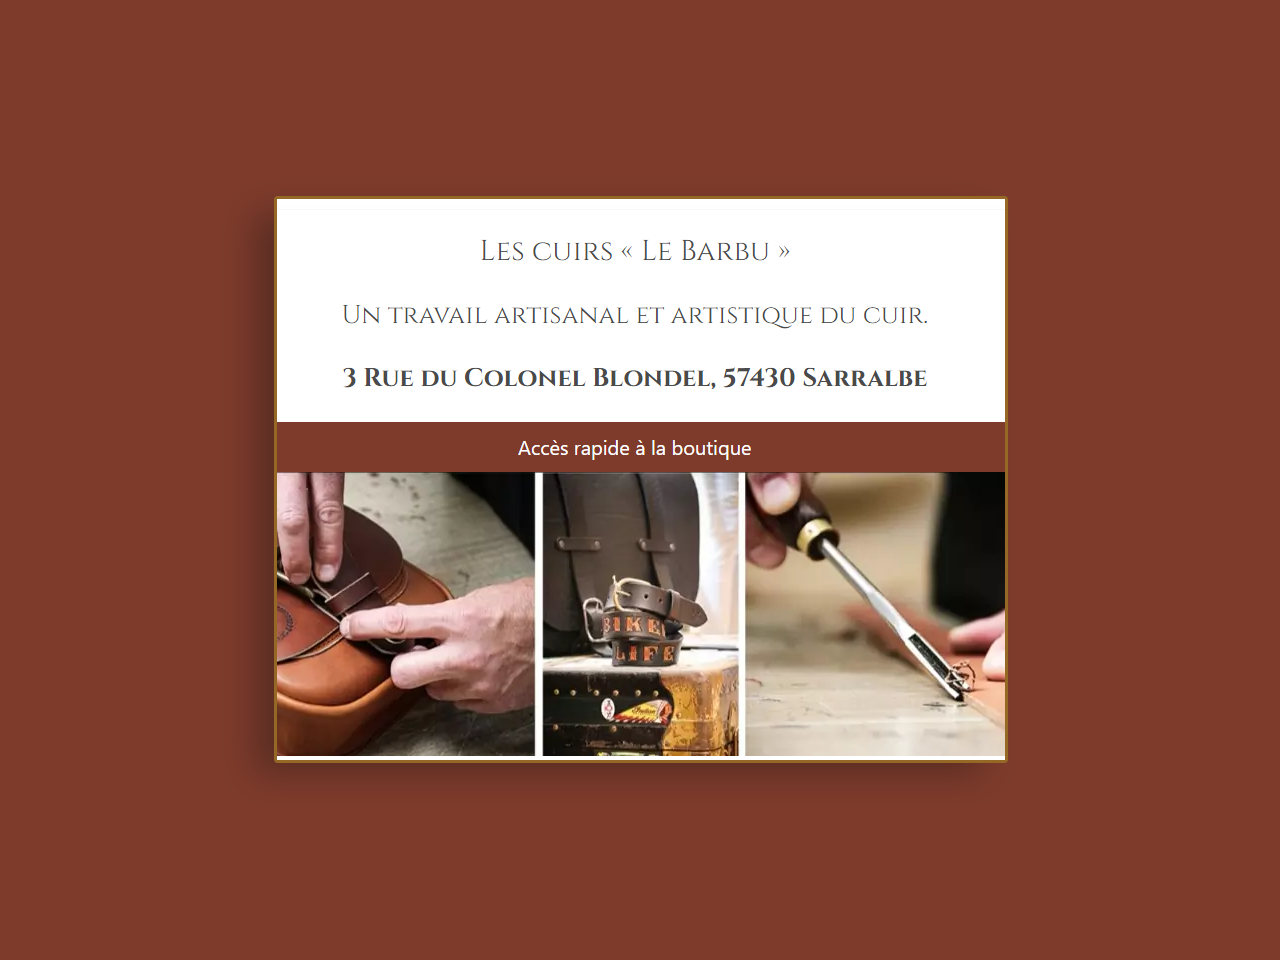 Les cuirs « Le Barbu »
Un travail artisanal et artistique du cuir.
3 Rue du Colonel Blondel, 57430 Sarralbe
Accès rapide à la boutique
BIKER
LIFE